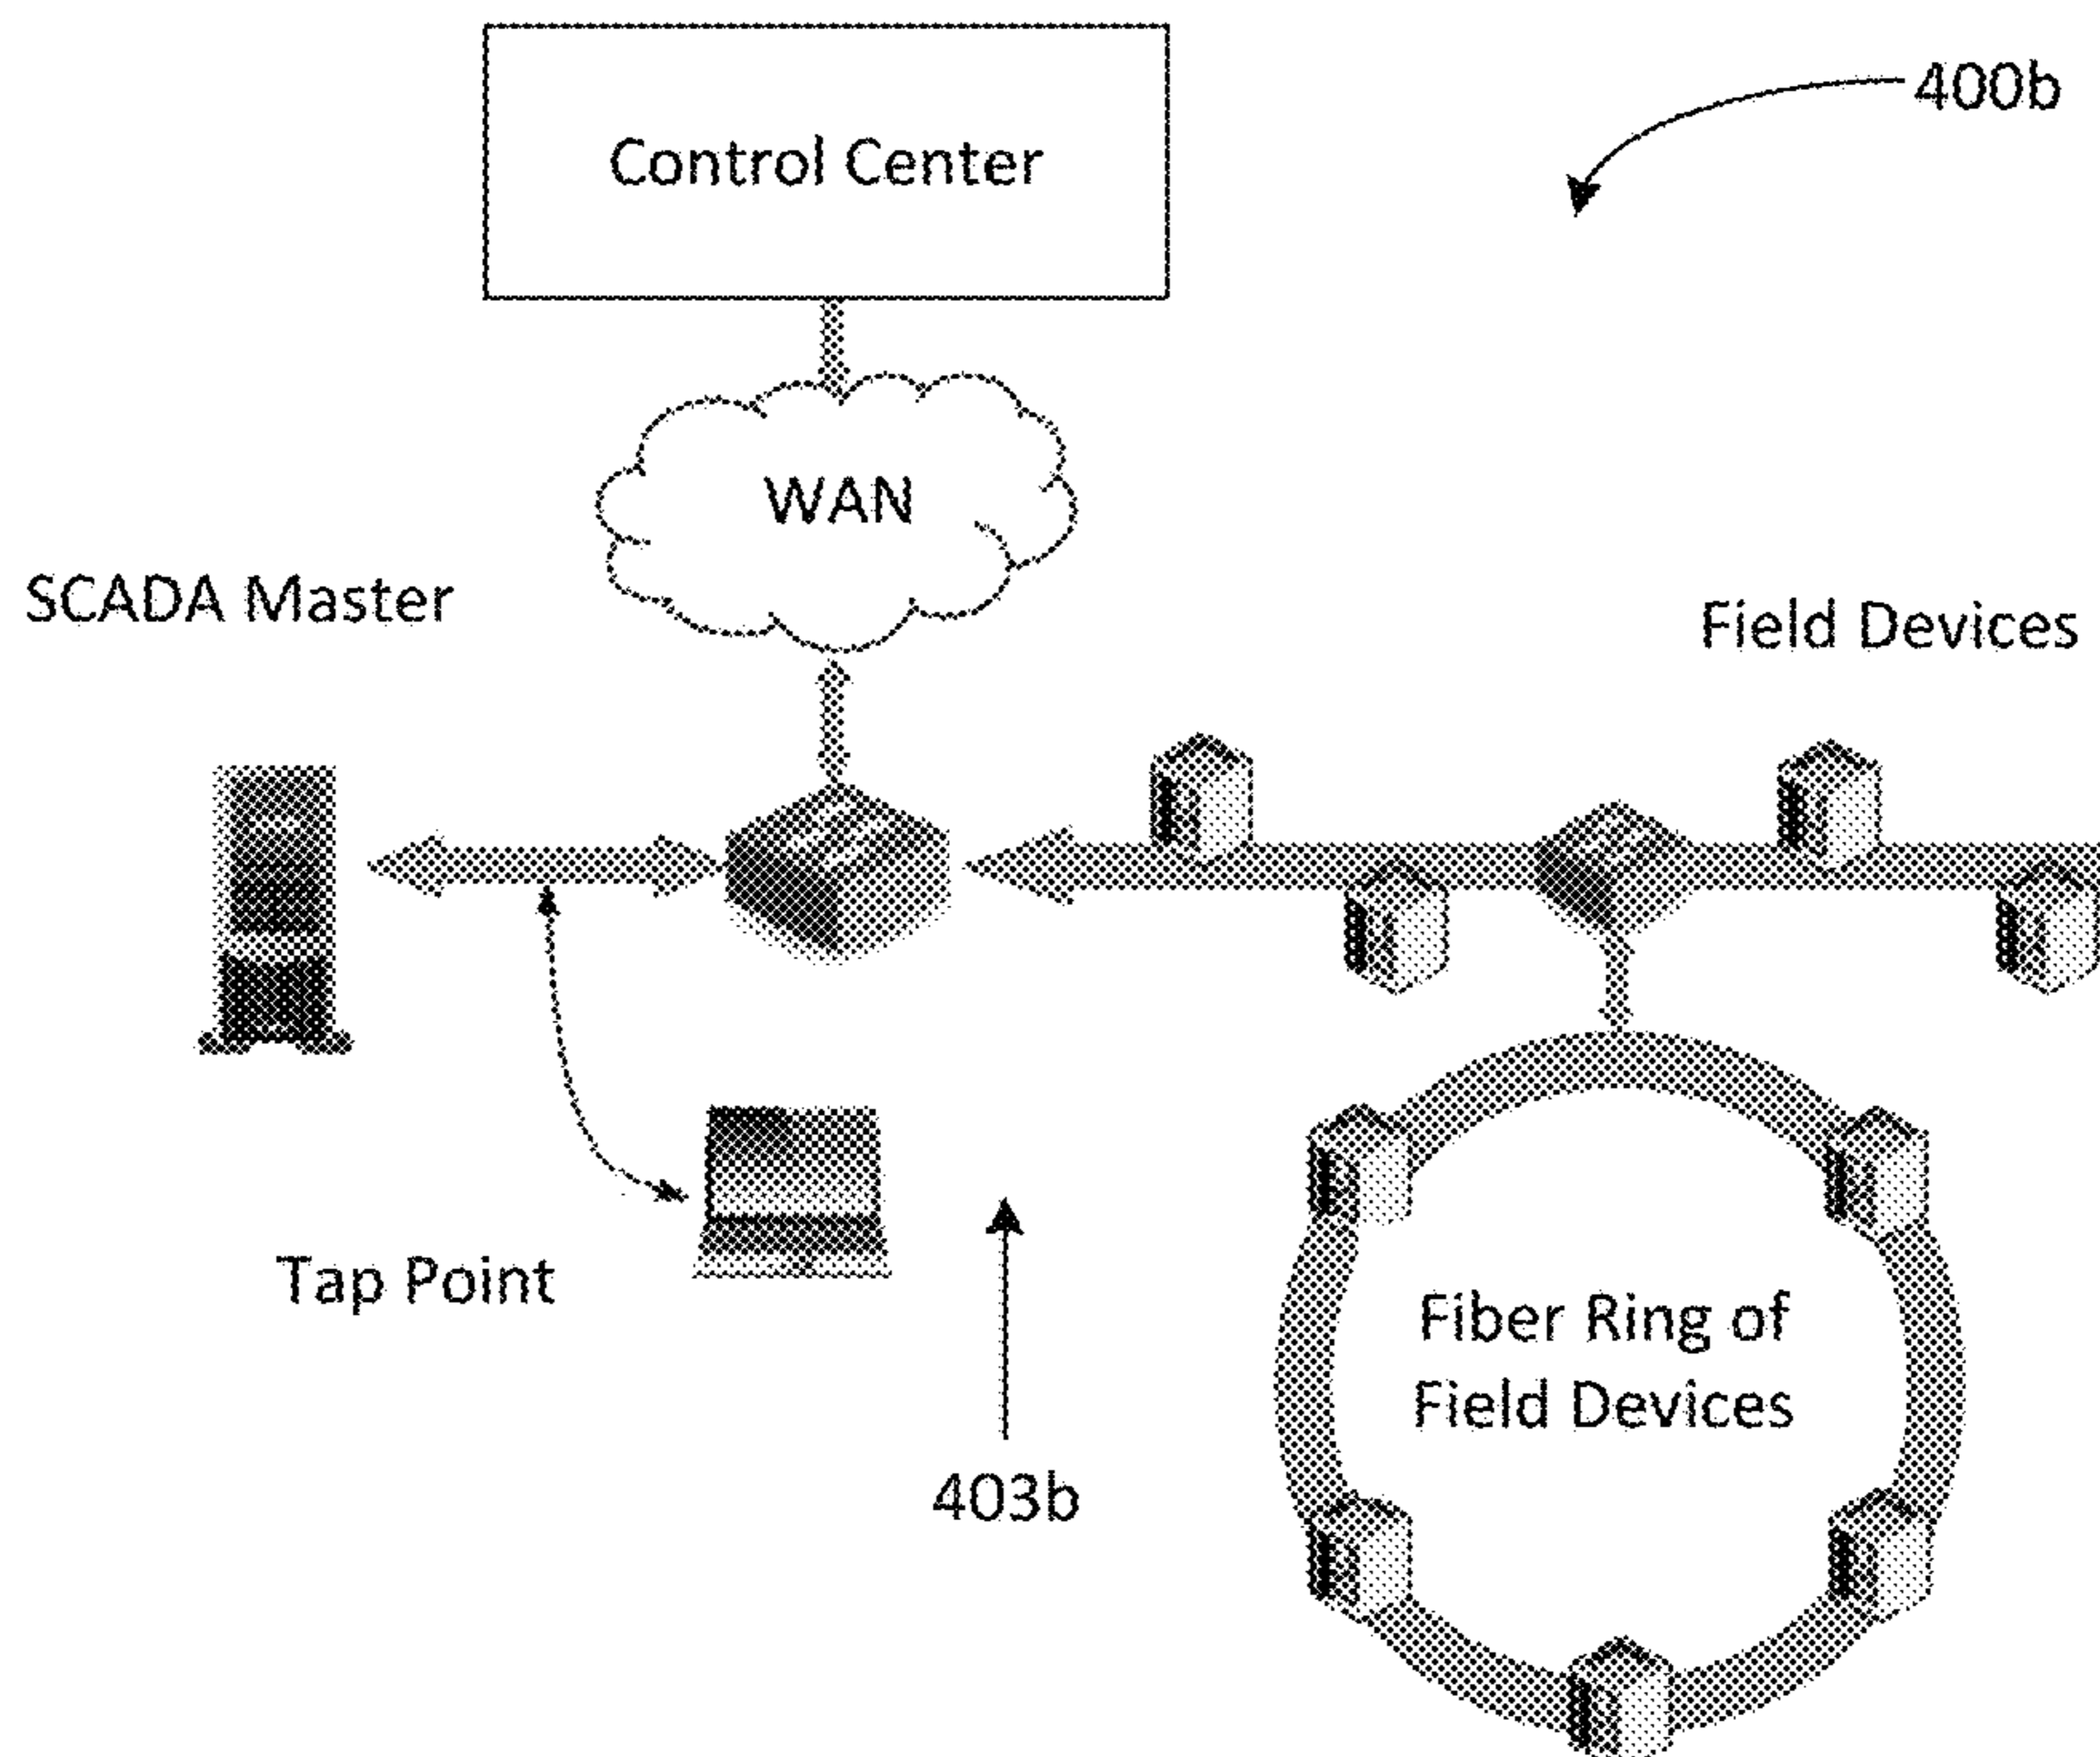 Control Center
400b
WAN
SCADA Master
Field Devices
Tap Point
Fiber Ring of
Field Devices
403b